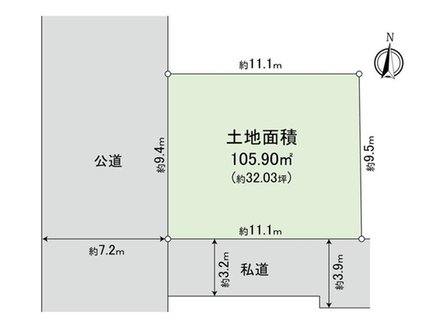 N
約11.1m
土地面積
105.90㎡
（約32.03坪）
約9.4m
約9.5m
公道
約7.2m
約11.1m
約3.2m
私道
約3.9m